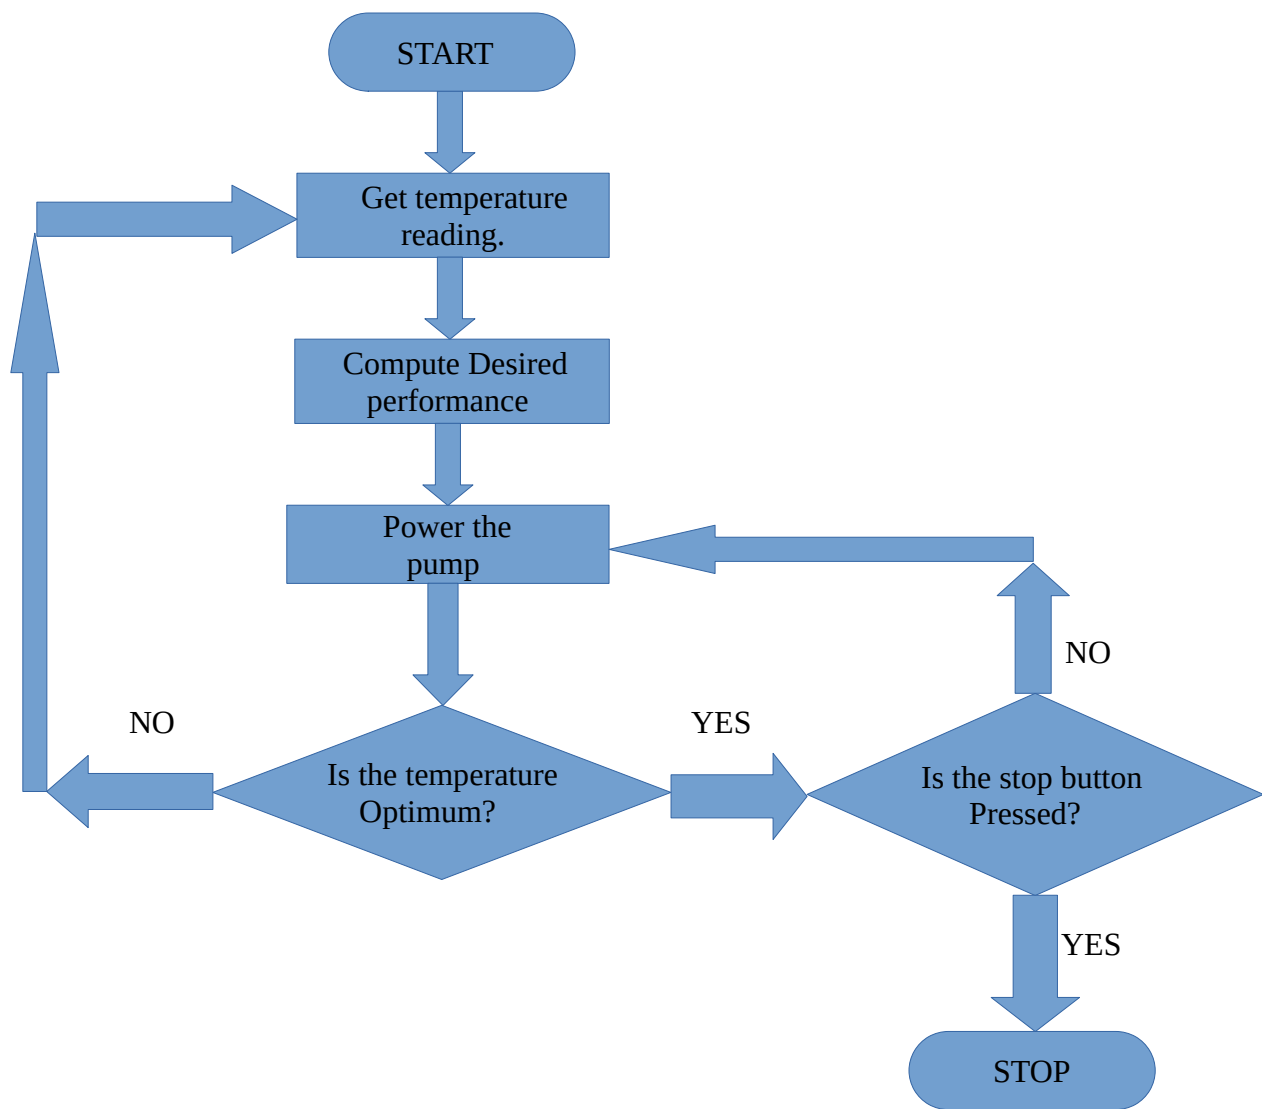 START
Get temperature
reading.
Compute Desired
performance
Power the
pump
NO
NO
YES
Is the temperature
Optimum?
Is the stop button
Pressed?
YES
STOP